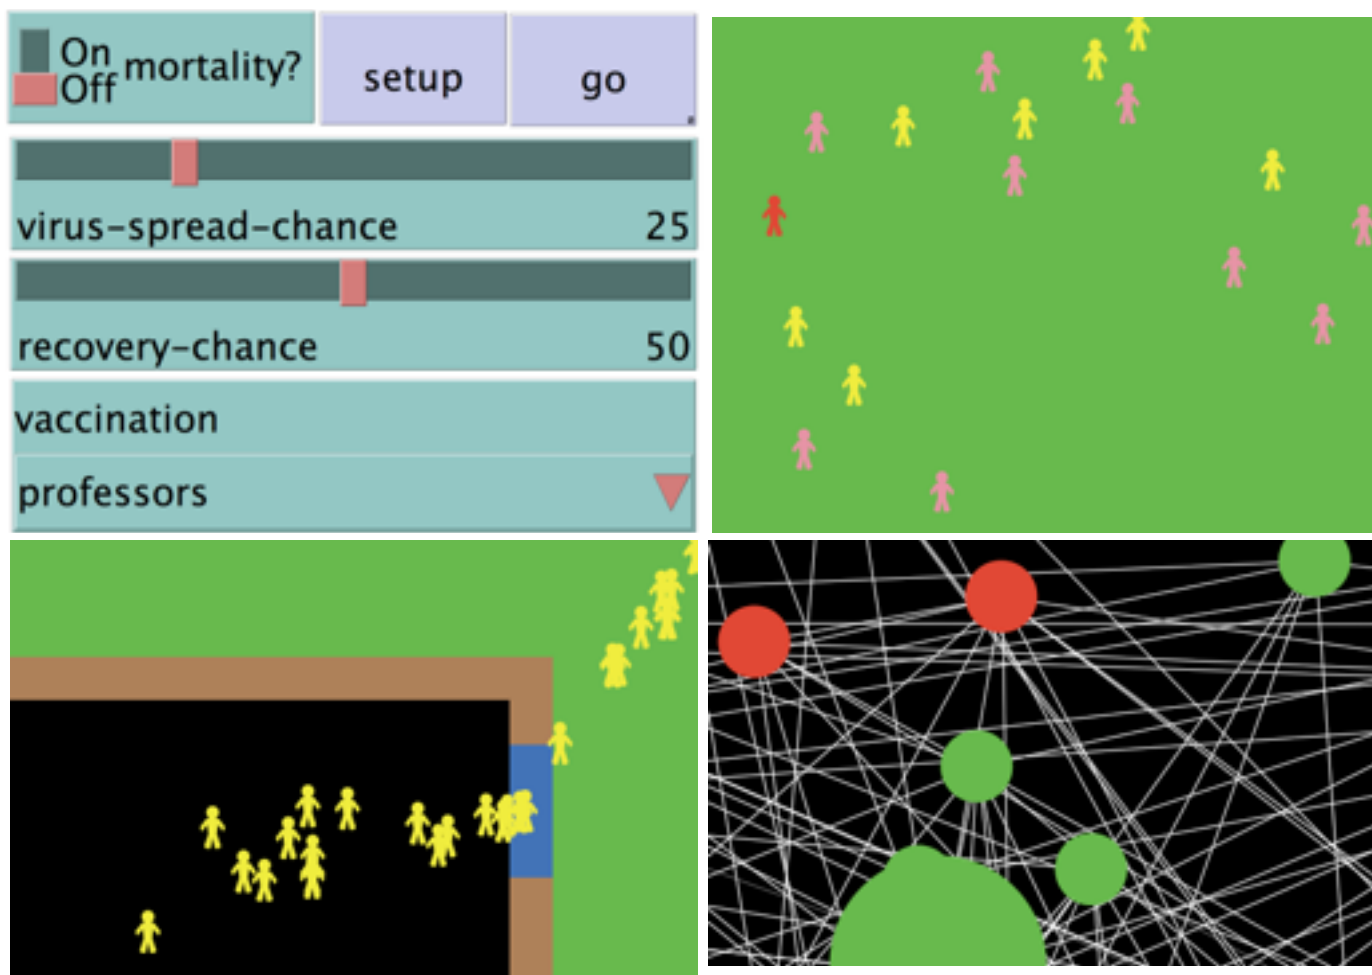 On
Off
mortality?
setup
go
virus-spread-chance 25
recovery-chance 50
vaccination
professors